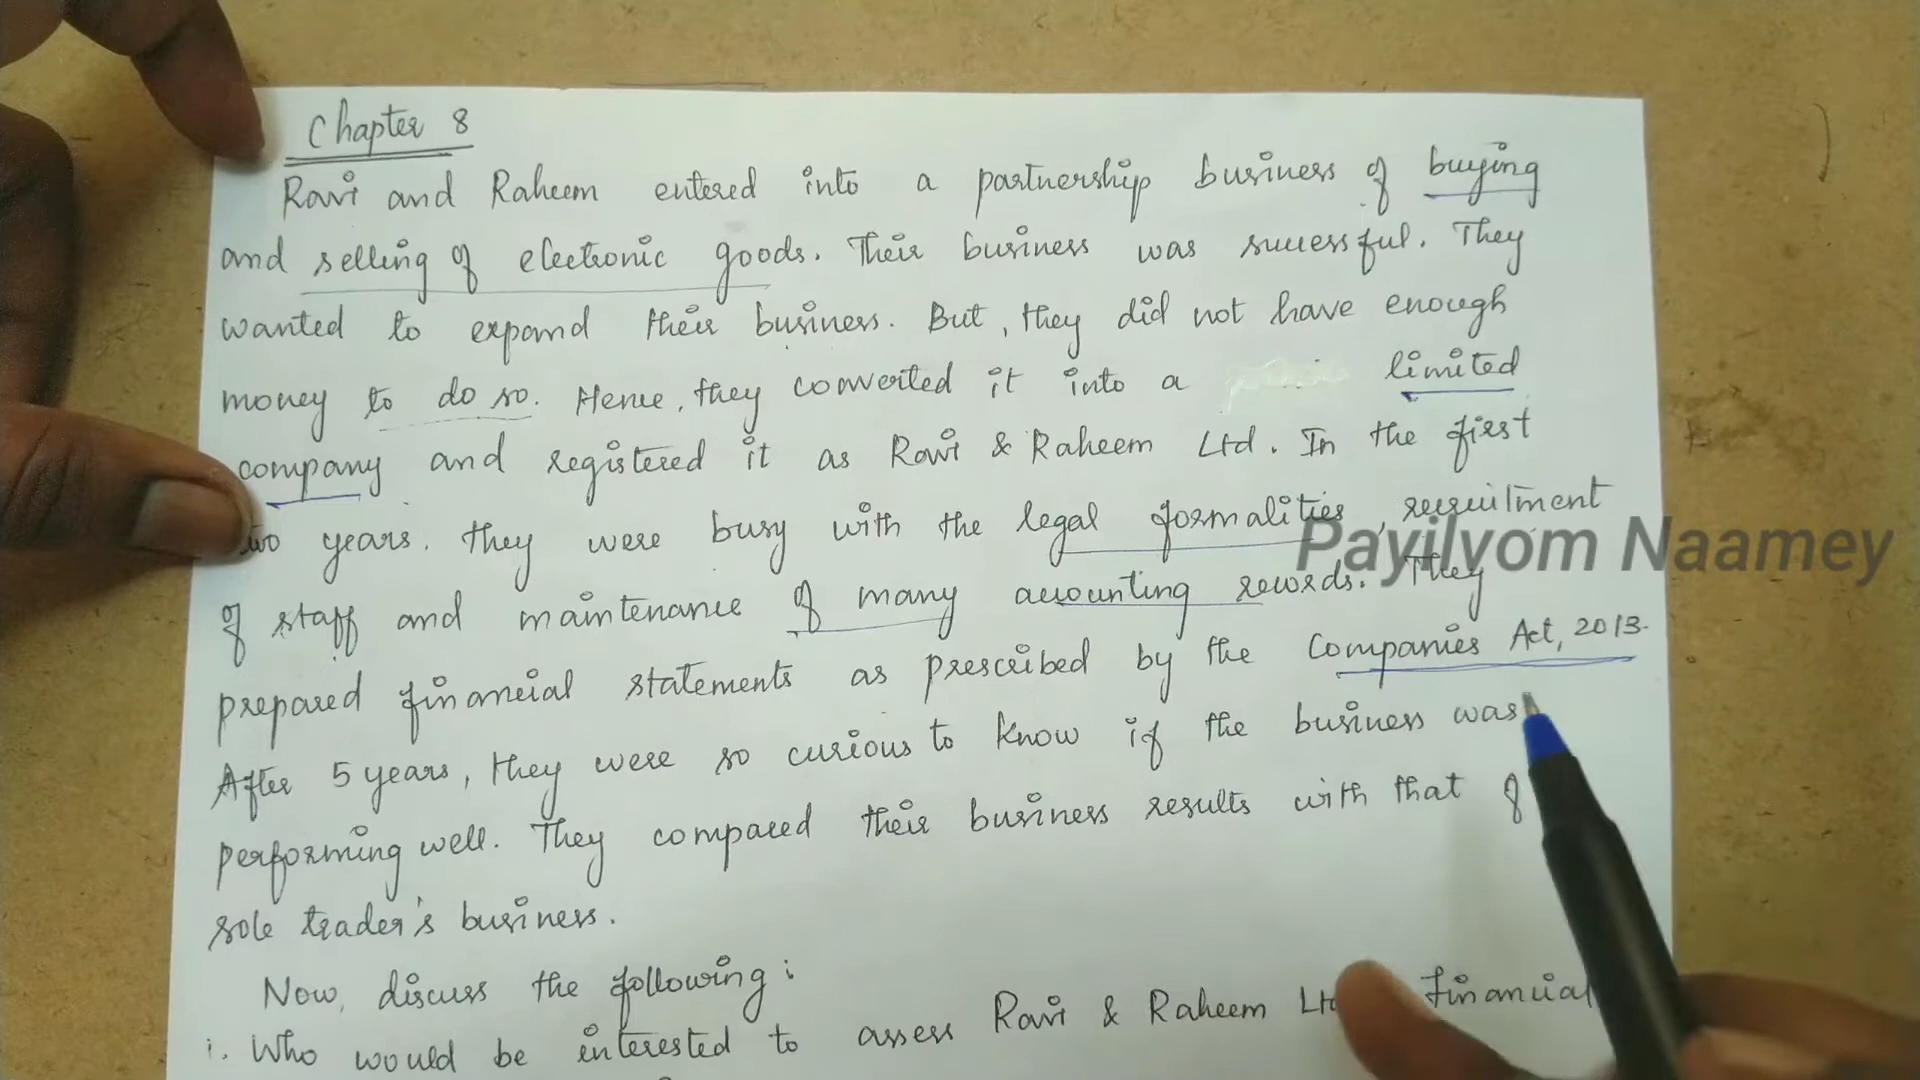 Chapter 8
Ravi and Raheem entered into a partnership business of buying
and selling of electronic goods. Their business was successful. They
wanted to expand their business. But, they did not have enough
money to do so. Hence, they converted it into a limited
company and registered it as Ravi & Raheem Ltd. In the first
two years. They were busy with the legal formalities, recruitment
of staff and maintenance of many accounting records. They
Payilvom Naamey
prepared financial statements as prescribed by the Companies Act, 2013.
After 5 years, they were so curious to know if the business was
performing well. They compared their business results with that of
sole trader's business.
Now, discuss the following:
i. Who would be interested to assess Ravi & Raheem Ltd financial